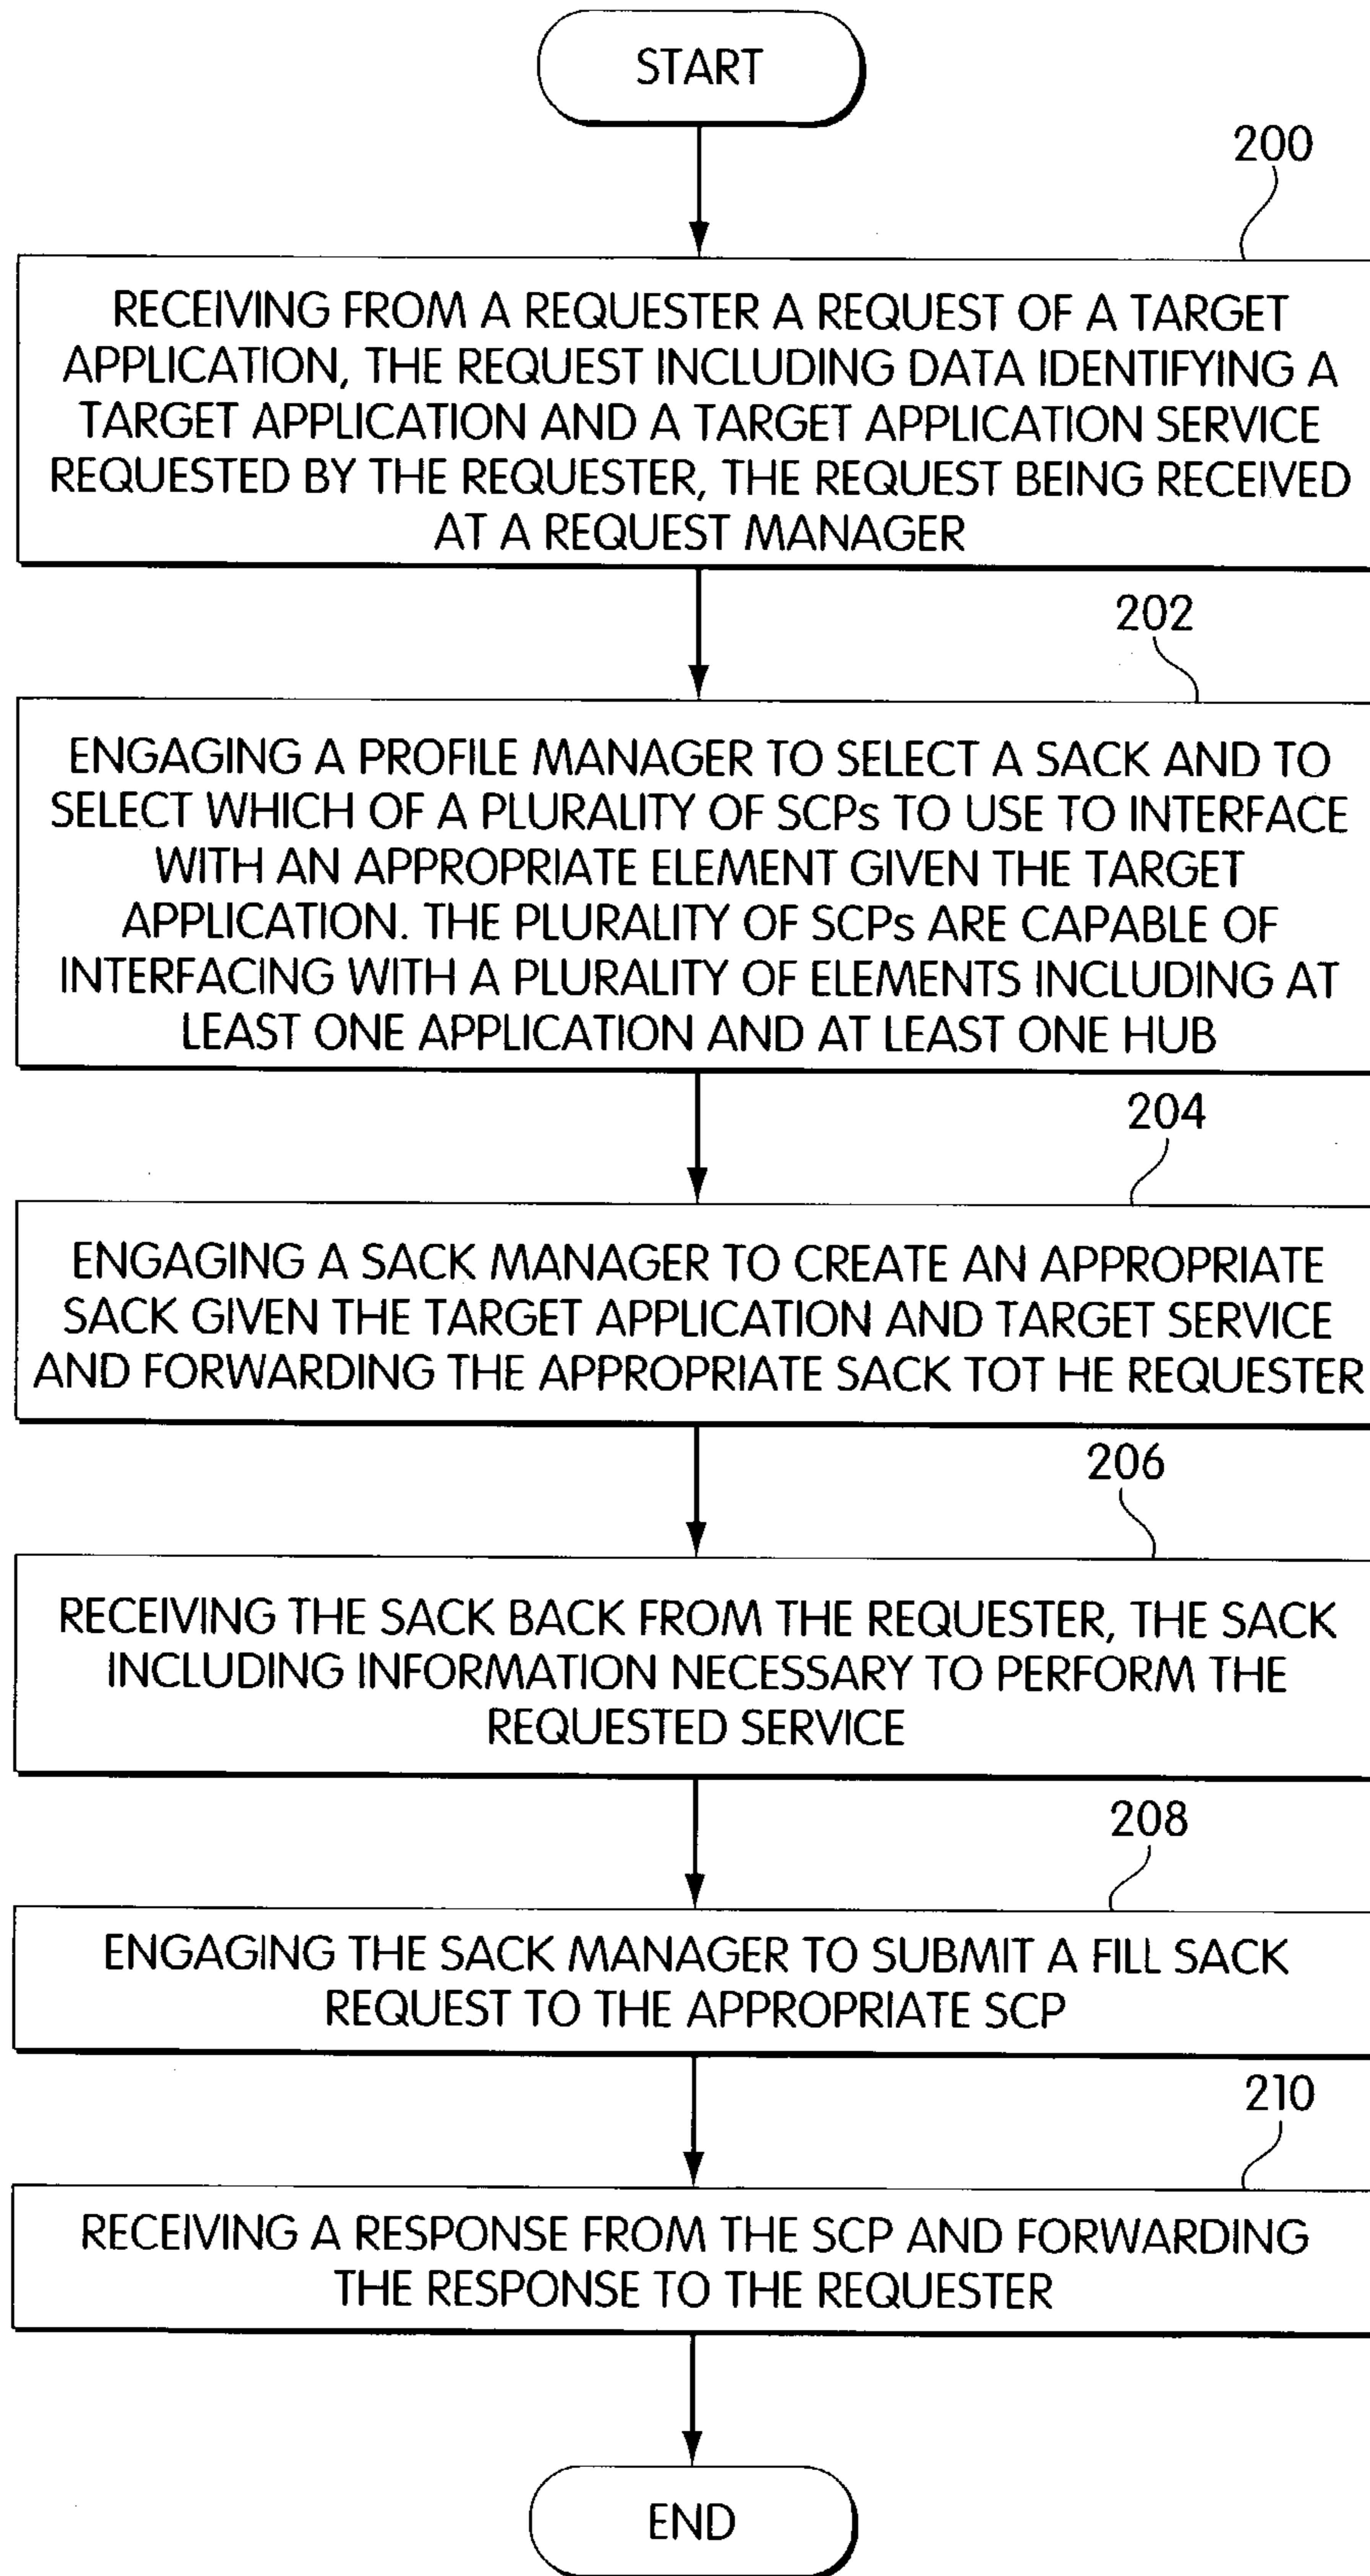 START
200
RECEIVING FROM A REQUESTER A REQUEST OF A TARGET
APPLICATION, THE REQUEST INCLUDING DATA IDENTIFYING A
TARGET APPLICATION AND A TARGET APPLICATION SERVICE
REQUESTED BY THE REQUESTER, THE REQUEST BEING RECEIVED
AT A REQUEST MANAGER
202
ENGAGING A PROFILE MANAGER TO SELECT A SACK AND TO
SELECT WHICH OF A PLURALITY OF SCPs TO USE TO INTERFACE
WITH AN APPROPRIATE ELEMENT GIVEN THE TARGET
APPLICATION. THE PLURALITY OF SCPs ARE CAPABLE OF
INTERFACING WITH A PLURALITY OF ELEMENTS INCLUDING AT
LEAST ONE APPLICATION AND AT LEAST ONE HUB
204
ENGAGING A SACK MANAGER TO CREATE AN APPROPRIATE
SACK GIVEN THE TARGET APPLICATION AND TARGET SERVICE
AND FORWARDING THE APPROPRIATE SACK TOT HE REQUESTER
206
RECEIVING THE SACK BACK FROM THE REQUESTER, THE SACK
INCLUDING INFORMATION NECESSARY TO PERFORM THE
REQUESTED SERVICE
208
ENGAGING THE SACK MANAGER TO SUBMIT A FILL SACK
REQUEST TO THE APPROPRIATE SCP
210
RECEIVING A RESPONSE FROM THE SCP AND FORWARDING
THE RESPONSE TO THE REQUESTER
END